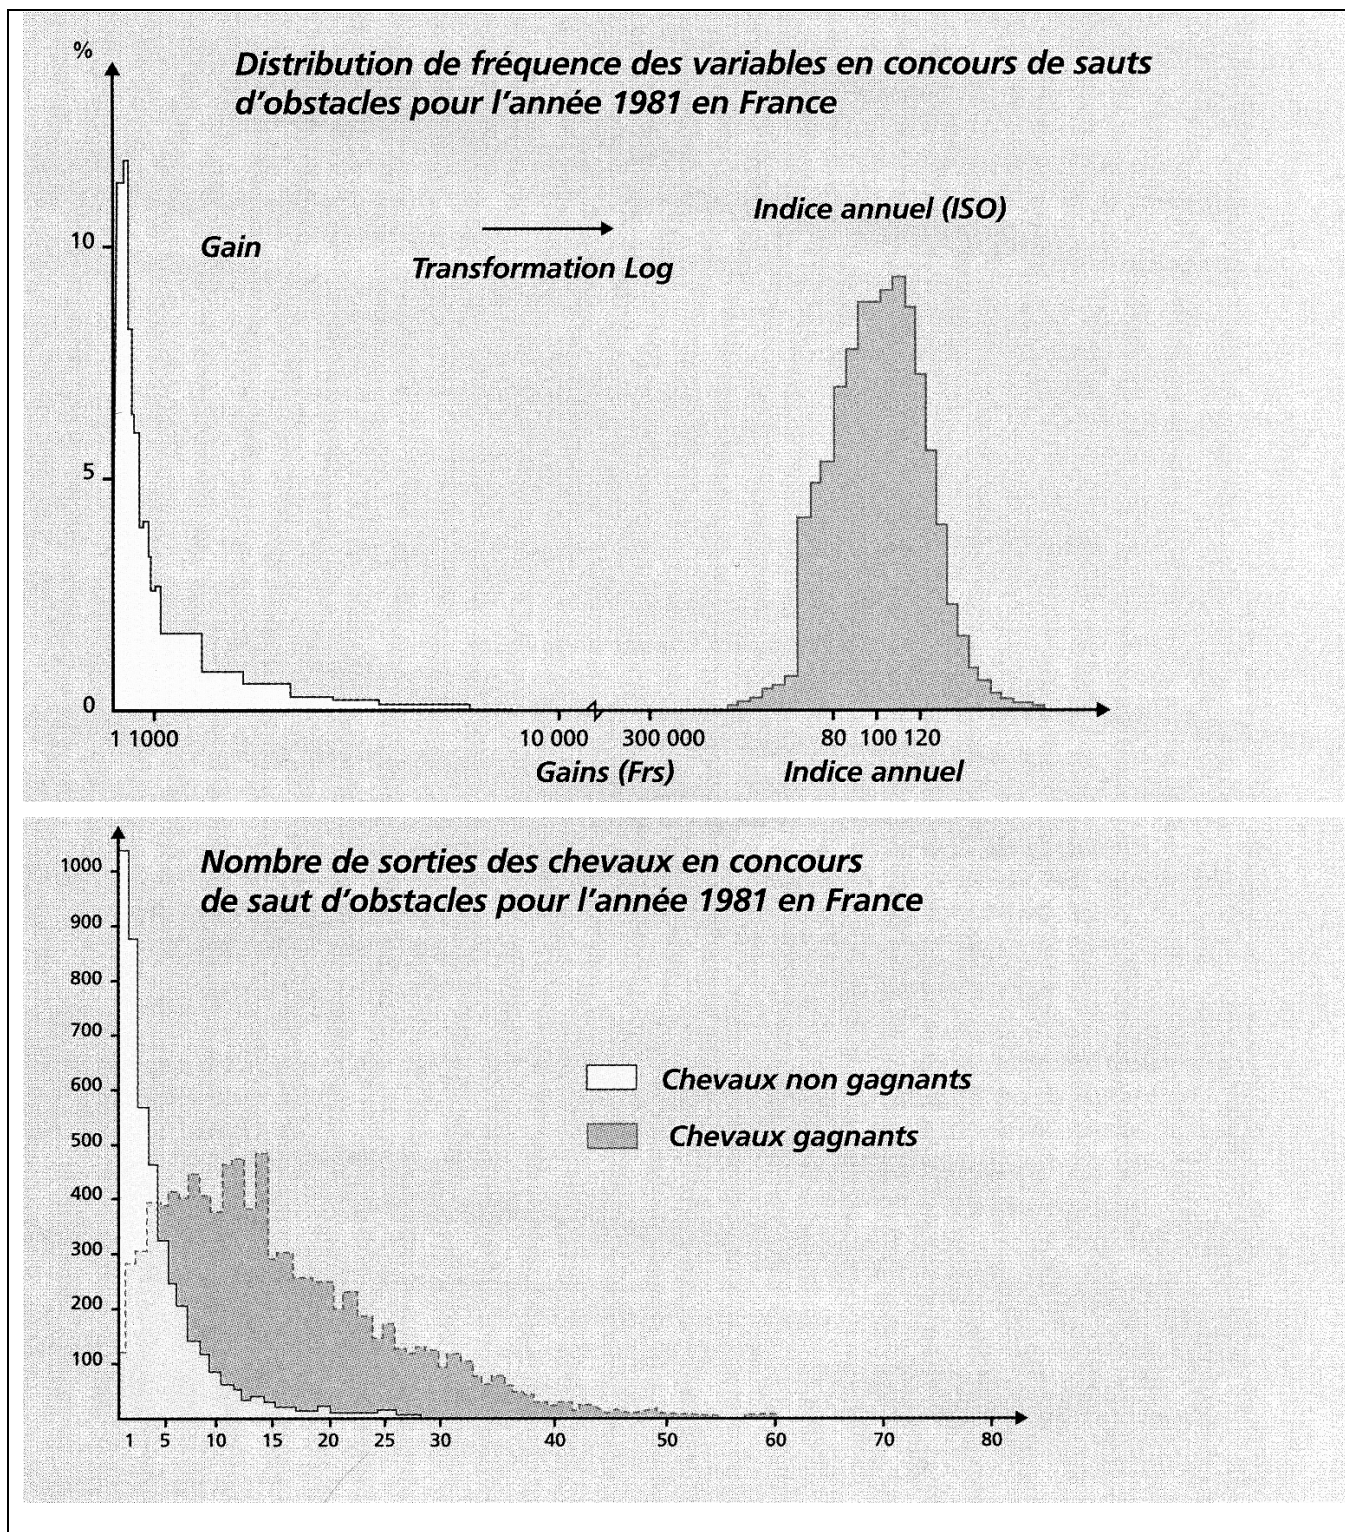 %
Distribution de fréquence des variables en concours de sauts
d'obstacles pour l'année 1981 en France
Indice annuel (ISO)
10
Gain
Transformation Log
5
0
1 1000
10 000
300 000
80 100 120
Gains (Frs)
Indice annuel
1000
Nombre de sorties des chevaux en concours
de saut d'obstacles pour l'année 1981 en France
900
800
700
600
Chevaux non gagnants
500
Chevaux gagnants
400
300
200
100
1 5 10 15 20 25 30 40 50 60 70 80